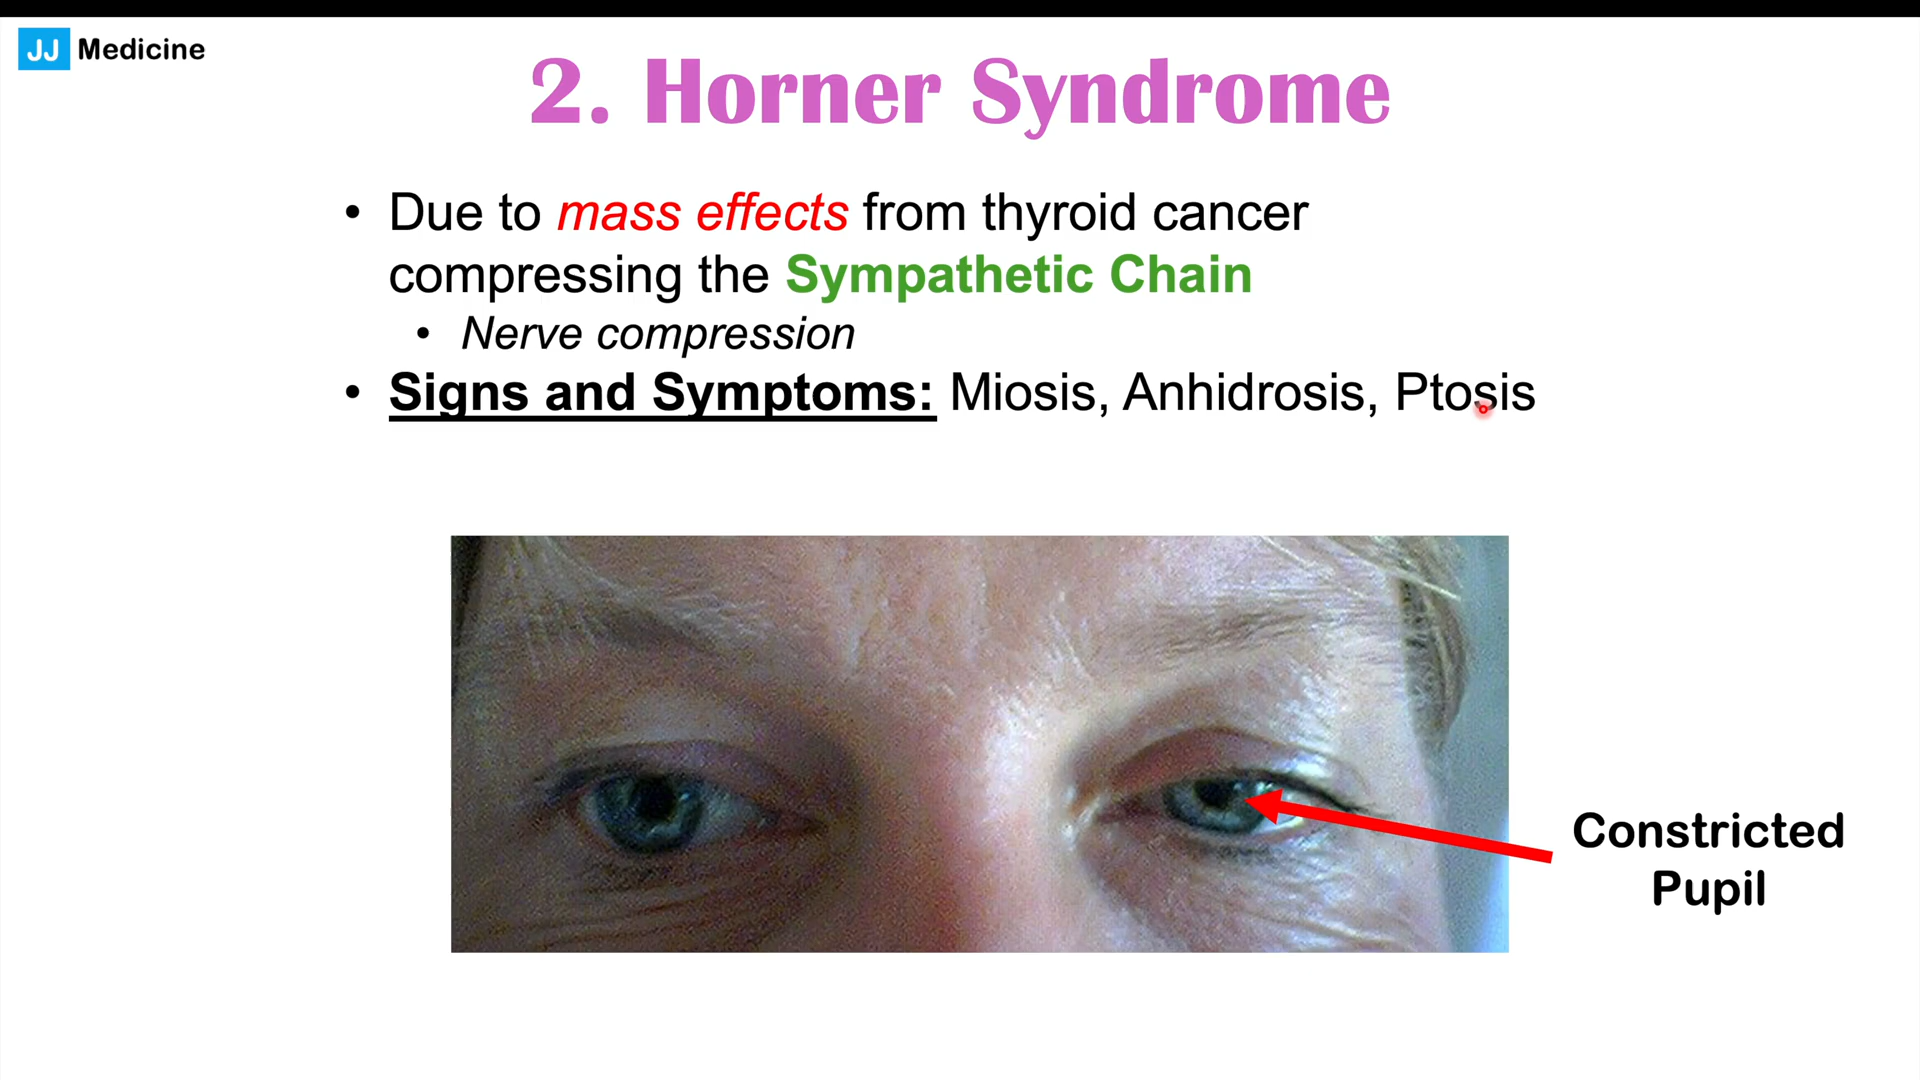 JJ Medicine
2. Horner Syndrome
• Due to mass effects from thyroid cancer
compressing the Sympathetic Chain
• Nerve compression
• Signs and Symptoms: Miosis, Anhidrosis, Ptosis
Constricted
Pupil